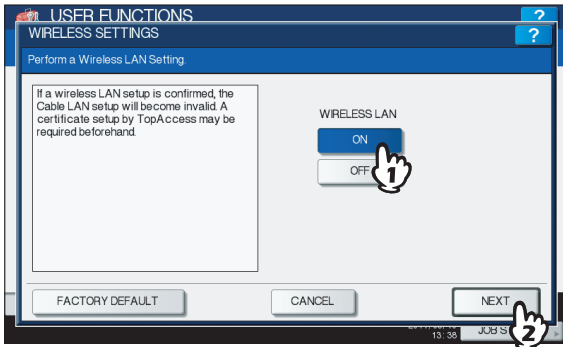 USER FUNCTIONS
?
WIRELESS SETTINGS
?
Perform a Wireless LAN Setting.
If a wireless LAN setup is confirmed, the
Cable LAN setup will become invalid. A
certificate setup by TopAccess may be
required beforehand.
WIRELESS LAN
ON
OFF
1
FACTORY DEFAULT
CANCEL
NEXT
2
13:38